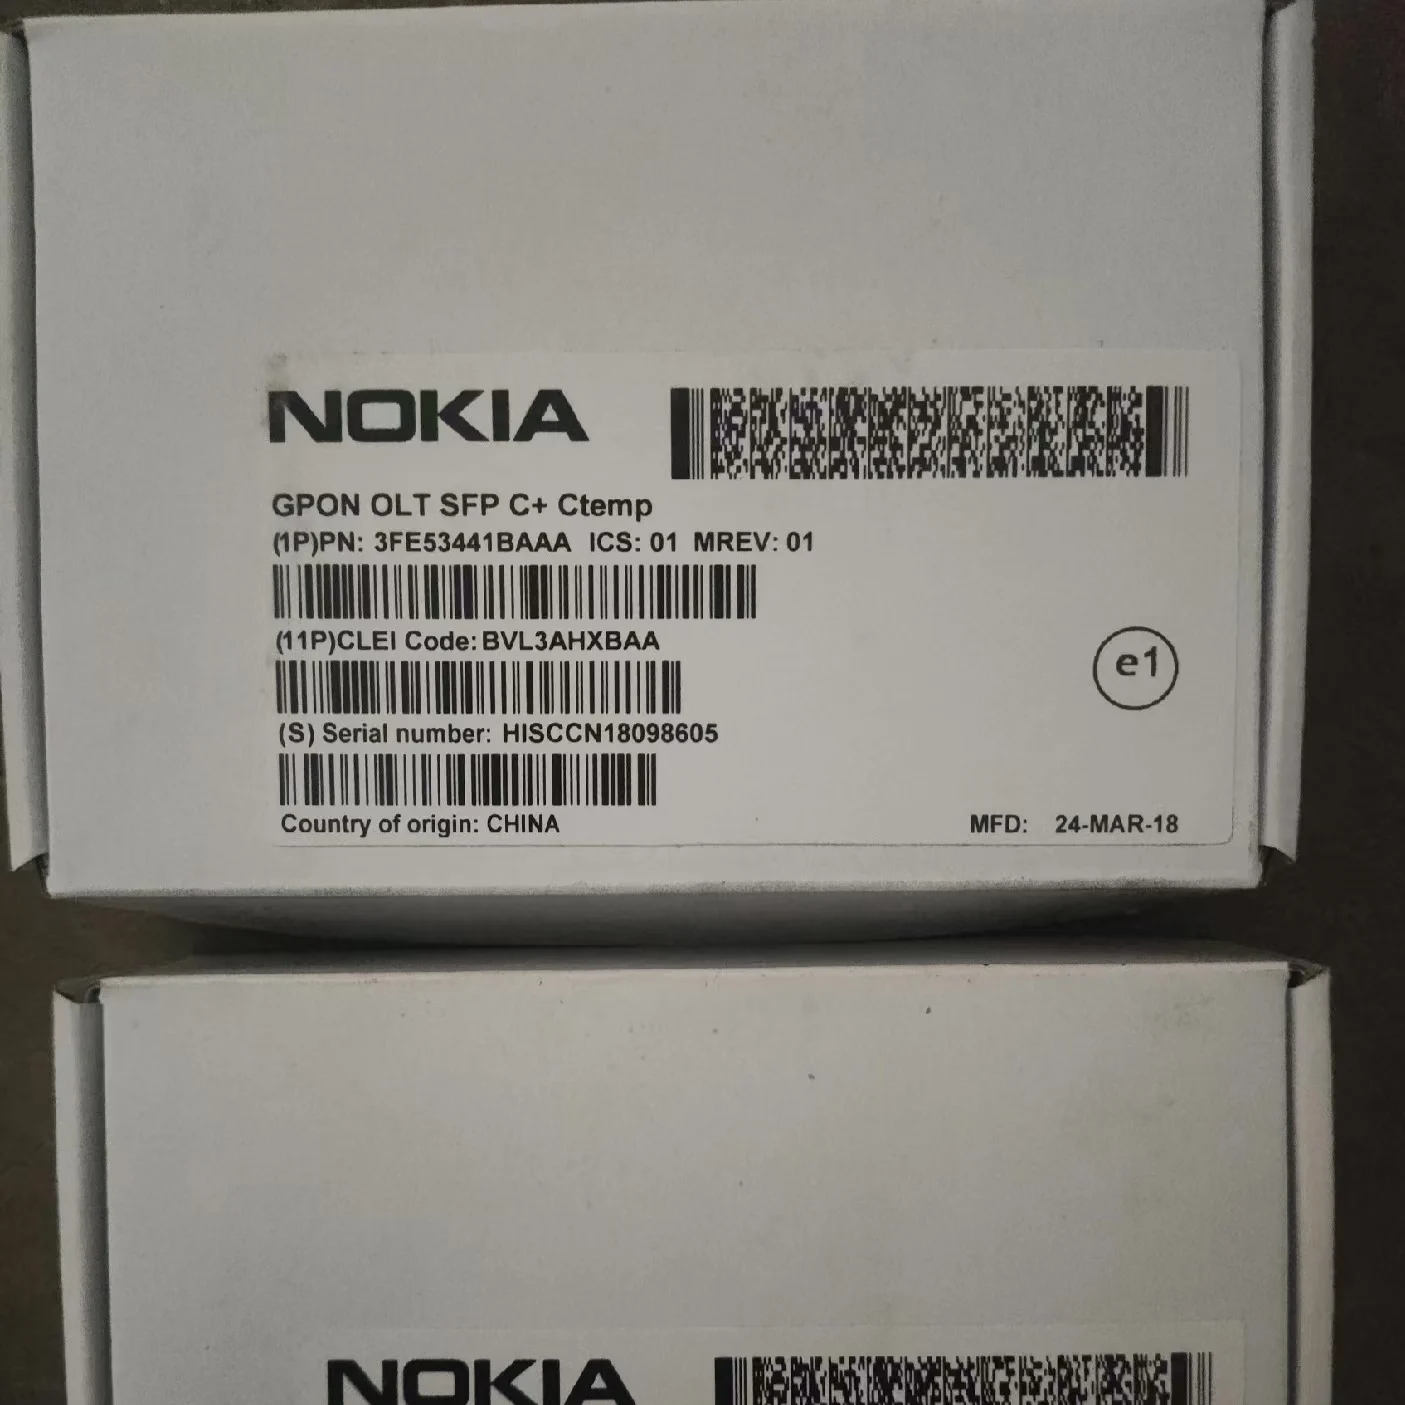 NOKIA
GPON OLT SFP C+ Ctemp
(1P)PN: 3FE53441BAAA ICS: 01 MREV: 01
(11P)CLEI Code: BVL3AHXBAA
e1
(S) Serial number: HISCCN18098605
Country of origin: CHINA MFD: 24-MAR-18
NOKIA